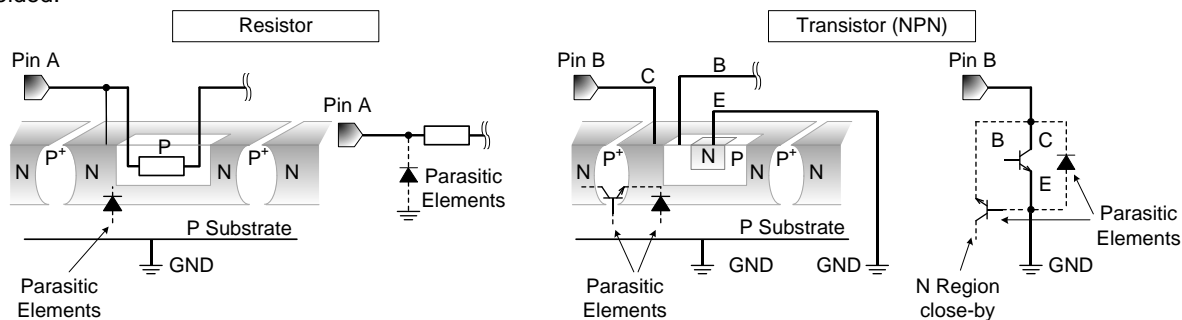 Resistor
Transistor (NPN)
Pin A
Pin A
N
P+
N
P
N
P+
N
Parasitic
Elements
P Substrate
GND
Parasitic
Elements
Pin B
C
B
E
N
P+
N
N
P
N
P+
N
P Substrate
GND
GND
Parasitic
Elements
Pin B
B
C
E
Parasitic
Elements
GND
N Region
close-by